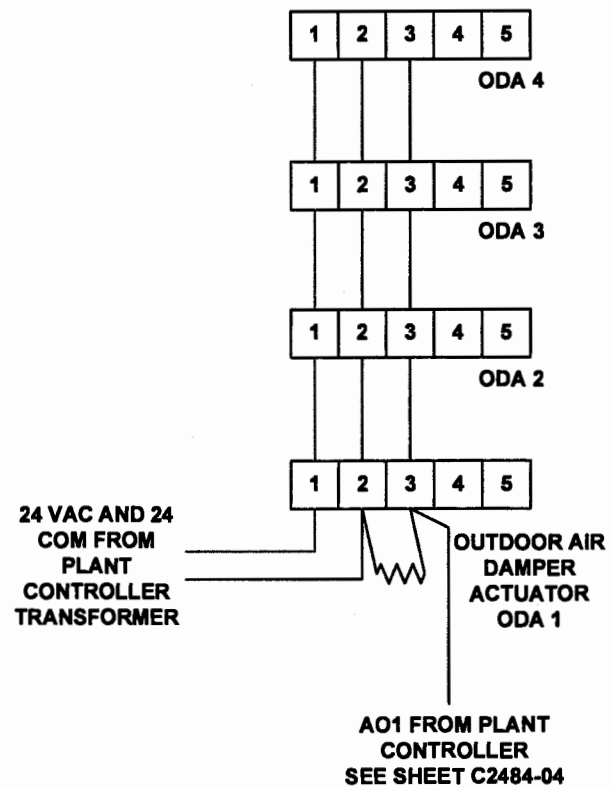 1 2 3 4 5
ODA 4
1 2 3 4 5
ODA 3
1 2 3 4 5
ODA 2
1 2 3 4 5
24 VAC AND 24
COM FROM
PLANT
CONTROLLER
TRANSFORMER
OUTDOOR AIR
DAMPER
ACTUATOR
ODA 1
AO1 FROM PLANT
CONTROLLER
SEE SHEET C2484-04